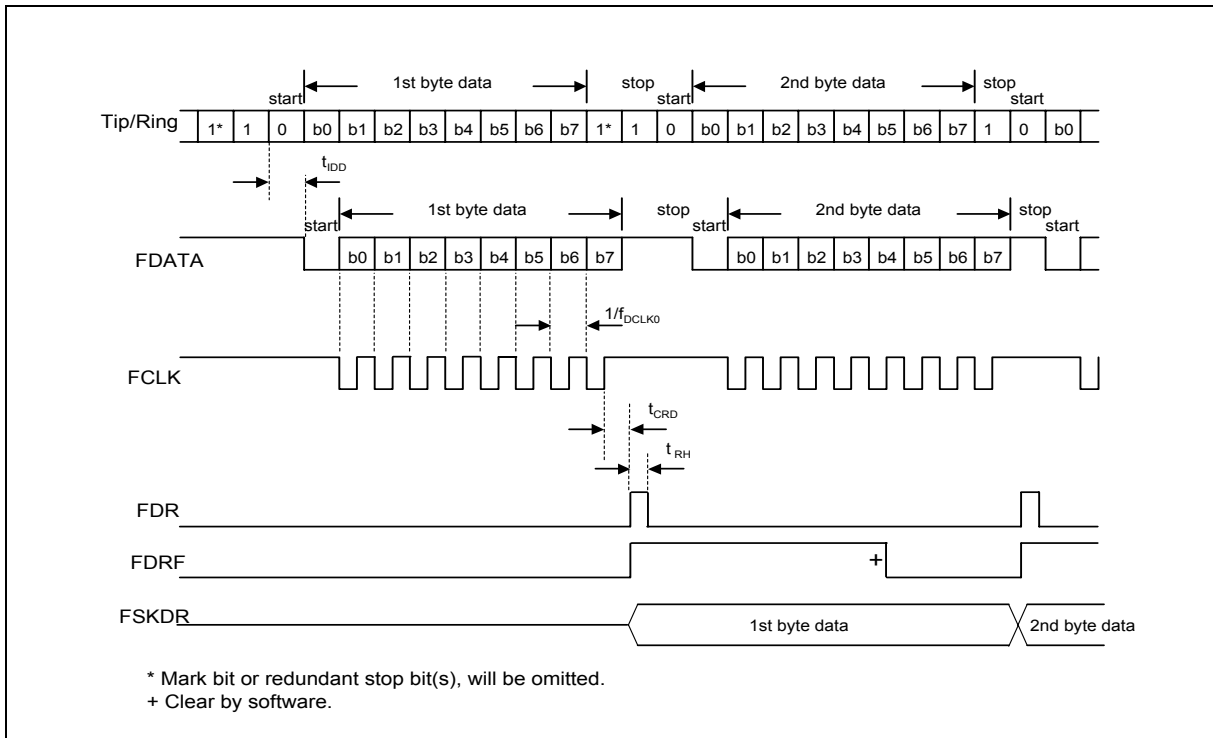 1st byte data stop 2nd byte data stop
start start start
Tip/Ring 1* 1 0 b0 b1 b2 b3 b4 b5 b6 b7 1* 1 0 b0 b1 b2 b3 b4 b5 b6 b7 1 0 b0
tIDD
1st byte data stop 2nd byte data stop
start start start
FDATA b0 b1 b2 b3 b4 b5 b6 b7 b0 b1 b2 b3 b4 b5 b6 b7
1/fDCLK0
FCLK
tCRD
tRH
FDR
FDRF +
FSKDR 1st byte data 2nd byte data
* Mark bit or redundant stop bit(s), will be omitted.
+ Clear by software.